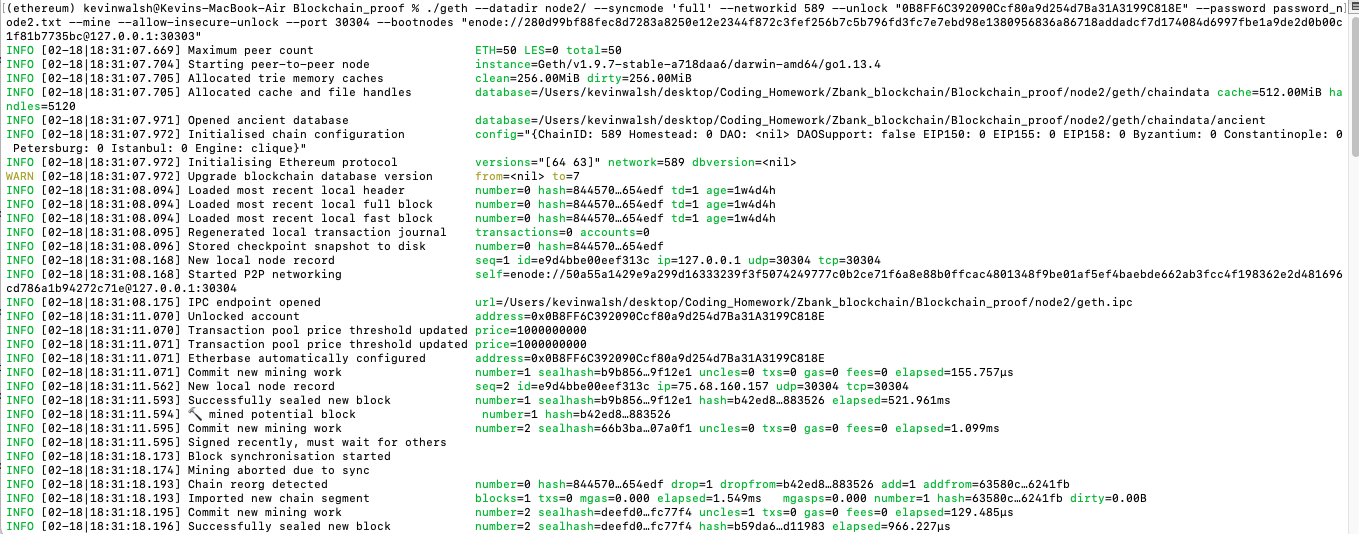 [(ethereum) kevinwalsh@Kevins-MacBook-Air Blockchain_proof % ./geth --datadir node2/ --syncmode 'full' --networkid 589 --unlock "0B8FF6C392090Ccf80a9d254d7Ba31A3199C818E" --password password_n]
ode2.txt --mine --allow-insecure-unlock --port 30304 --bootnodes "enode://280d99bf88fec8d7283a8250e12e2344f872c3fef256b7c5b796fd3fc7e7ebd98e1380956836a86718addadcf7d174084d6997fbe1a9de2d0b00c
1f81b7735bc@127.0.0.1:30303"
INFO [02-18|18:31:07.669] Maximum peer count ETH=50 LES=0 total=50
INFO [02-18|18:31:07.704] Starting peer-to-peer node instance=Geth/v1.9.7-stable-a718daa6/darwin-amd64/go1.13.4
INFO [02-18|18:31:07.705] Allocated trie memory caches clean=256.00MiB dirty=256.00MiB
INFO [02-18|18:31:07.705] Allocated cache and file handles database=/Users/kevinwalsh/desktop/Coding_Homework/Zbank_blockchain/Blockchain_proof/node2/geth/chaindata cache=512.00MiB ha
ndles=5120
INFO [02-18|18:31:07.971] Opened ancient database database=/Users/kevinwalsh/desktop/Coding_Homework/Zbank_blockchain/Blockchain_proof/node2/geth/chaindata/ancient
INFO [02-18|18:31:07.972] Initialised chain configuration config="{ChainID: 589 Homestead: 0 DAO: <nil> DAOSupport: false EIP150: 0 EIP155: 0 EIP158: 0 Byzantium: 0 Constantinople: 0
Petersburg: 0 Istanbul: 0 Engine: clique}"
INFO [02-18|18:31:07.972] Initialising Ethereum protocol versions="[64 63]" network=589 dbversion=<nil>
WARN [02-18|18:31:07.972] Upgrade blockchain database version from=<nil> to=7
INFO [02-18|18:31:08.094] Loaded most recent local header number=0 hash=844570…654edf td=1 age=1w4d4h
INFO [02-18|18:31:08.094] Loaded most recent local full block number=0 hash=844570…654edf td=1 age=1w4d4h
INFO [02-18|18:31:08.094] Loaded most recent local fast block number=0 hash=844570…654edf td=1 age=1w4d4h
INFO [02-18|18:31:08.095] Regenerated local transaction journal transactions=0 accounts=0
INFO [02-18|18:31:08.096] Stored checkpoint snapshot to disk number=0 hash=844570…654edf
INFO [02-18|18:31:08.168] New local node record seq=1 id=e9d4bbe00eef313c ip=127.0.0.1 udp=30304 tcp=30304
INFO [02-18|18:31:08.168] Started P2P networking self=enode://50a55a1429e9a299d16333239f3f5074249777c0b2ce71f6a8e88b0ffcac4801348f9be01af5ef4baebde662ab3fcc4f198362e2d481696
cd786a1b94272c71e@127.0.0.1:30304
INFO [02-18|18:31:08.175] IPC endpoint opened url=/Users/kevinwalsh/desktop/Coding_Homework/Zbank_blockchain/Blockchain_proof/node2/geth.ipc
INFO [02-18|18:31:11.070] Unlocked account address=0x0B8FF6C392090Ccf80a9d254d7Ba31A3199C818E
INFO [02-18|18:31:11.070] Transaction pool price threshold updated price=1000000000
INFO [02-18|18:31:11.071] Transaction pool price threshold updated price=1000000000
INFO [02-18|18:31:11.071] Etherbase automatically configured address=0x0B8FF6C392090Ccf80a9d254d7Ba31A3199C818E
INFO [02-18|18:31:11.071] Commit new mining work number=1 sealhash=b9b856…9f12e1 uncles=0 txs=0 gas=0 fees=0 elapsed=155.757µs
INFO [02-18|18:31:11.562] New local node record seq=2 id=e9d4bbe00eef313c ip=75.68.160.157 udp=30304 tcp=30304
INFO [02-18|18:31:11.593] Successfully sealed new block number=1 sealhash=b9b856…9f12e1 hash=b42ed8…883526 elapsed=521.961ms
INFO [02-18|18:31:11.594] 🔨 mined potential block number=1 hash=b42ed8…883526
INFO [02-18|18:31:11.595] Commit new mining work number=2 sealhash=66b3ba…07a0f1 uncles=0 txs=0 gas=0 fees=0 elapsed=1.099ms
INFO [02-18|18:31:11.595] Signed recently, must wait for others
INFO [02-18|18:31:18.173] Block synchronisation started
INFO [02-18|18:31:18.174] Mining aborted due to sync
INFO [02-18|18:31:18.193] Chain reorg detected number=0 hash=844570…654edf drop=1 dropfrom=b42ed8…883526 add=1 addfrom=63580c…6241fb
INFO [02-18|18:31:18.193] Imported new chain segment blocks=1 txs=0 mgas=0.000 elapsed=1.549ms mgasps=0.000 number=1 hash=63580c…6241fb dirty=0.00B
INFO [02-18|18:31:18.195] Commit new mining work number=2 sealhash=deefd0…fc77f4 uncles=1 txs=0 gas=0 fees=0 elapsed=129.485µs
INFO [02-18|18:31:18.196] Successfully sealed new block number=2 sealhash=deefd0…fc77f4 hash=b59da6…d11983 elapsed=966.227µs